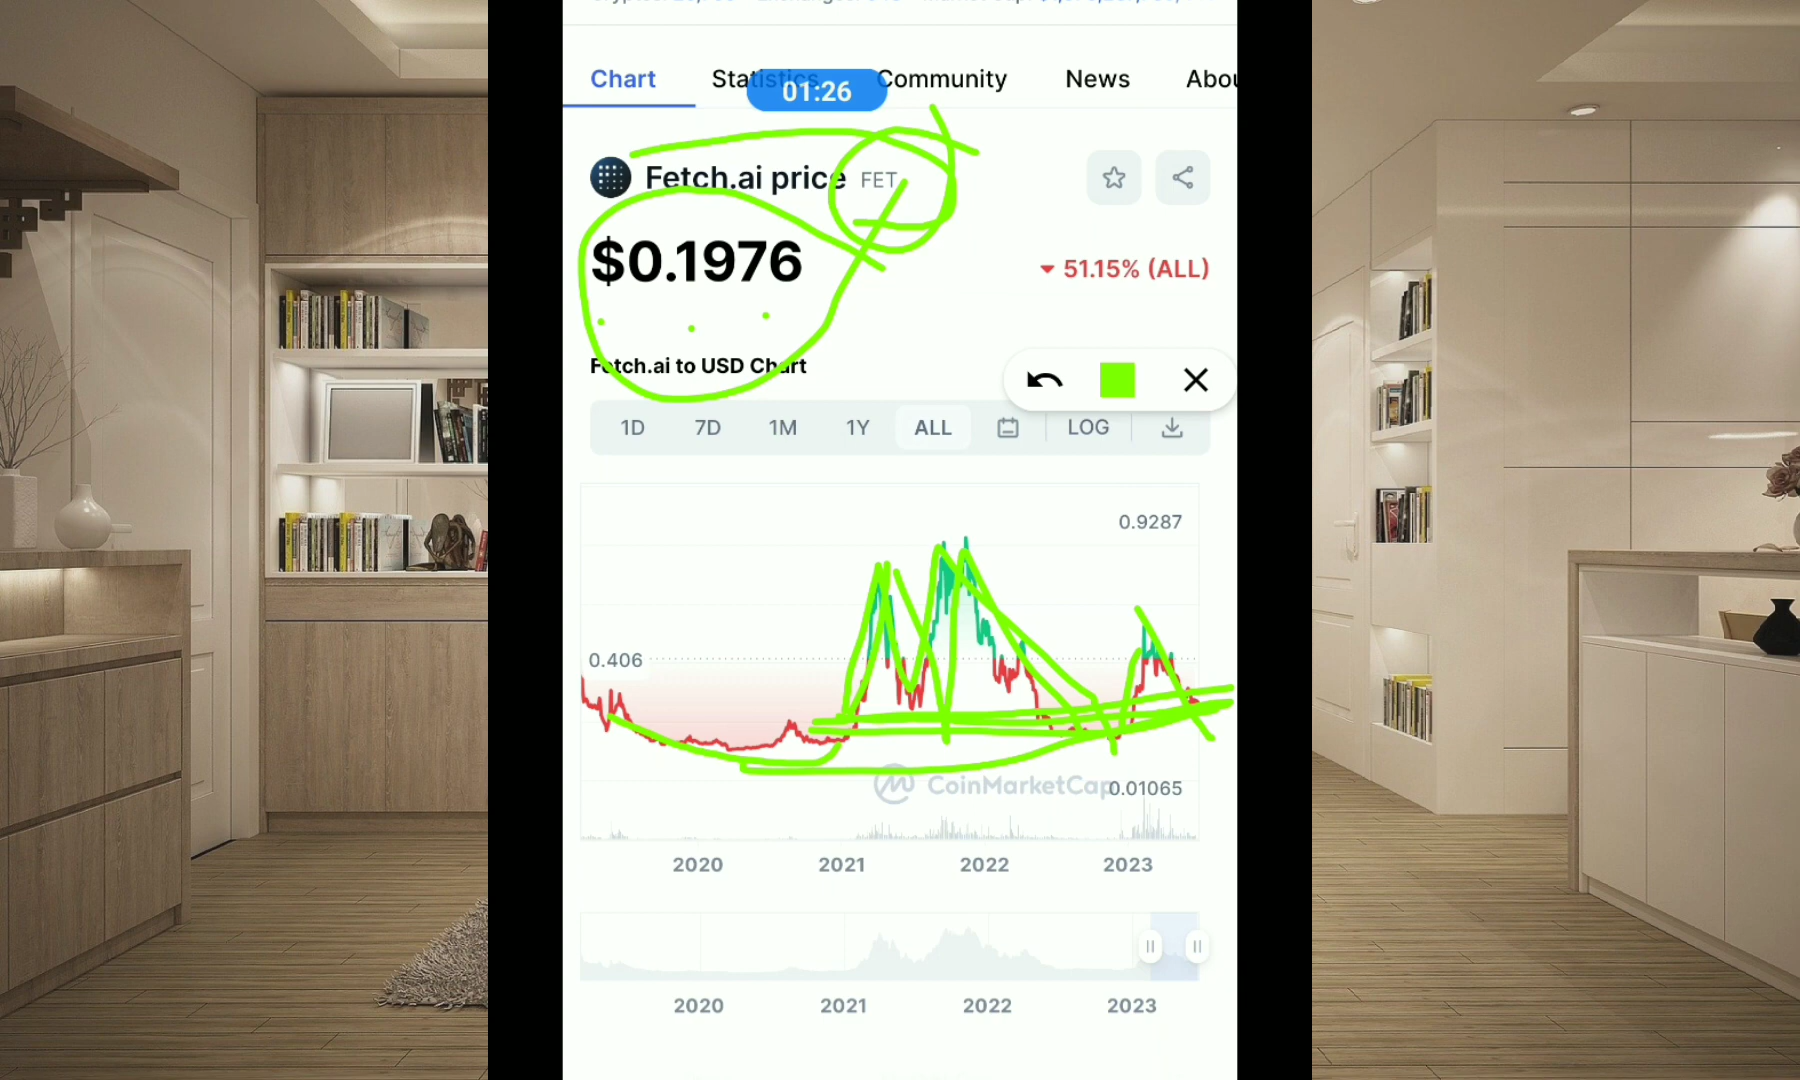 Chart Statistics Community News Abou
01:26
Fetch.ai price FET
$0.1976
51.15% (ALL)
Fetch.ai to USD Chart
1D 7D 1M 1Y ALL LOG
0.9287
0.406
CoinMarketCap
0.01065
2020 2021 2022 2023
2020 2021 2022 2023